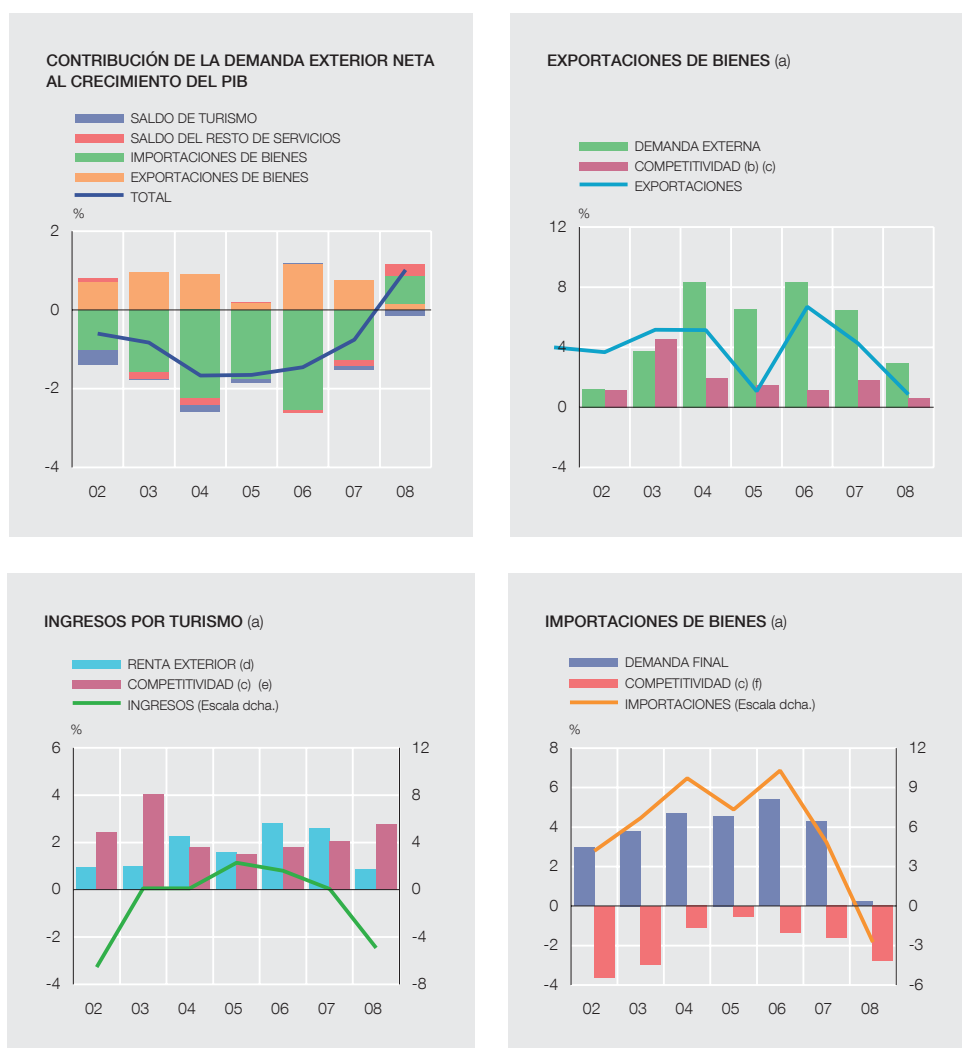 CONTRIBUCIÓN DE LA DEMANDA EXTERIOR NETA
AL CRECIMIENTO DEL PIB
SALDO DE TURISMO
SALDO DEL RESTO DE SERVICIOS
IMPORTACIONES DE BIENES
EXPORTACIONES DE BIENES
TOTAL
%
2
0
-2
-4
02 03 04 05 06 07 08
EXPORTACIONES DE BIENES (a)
DEMANDA EXTERNA
COMPETITIVIDAD (b) (c)
EXPORTACIONES
%
12
8
4
0
-4
02 03 04 05 06 07 08
INGRESOS POR TURISMO (a)
RENTA EXTERIOR (d)
COMPETITIVIDAD (c) (e)
INGRESOS (Escala dcha.)
%
6 12
4 8
2 4
0 0
-2 -4
-4 -8
02 03 04 05 06 07 08
IMPORTACIONES DE BIENES (a)
DEMANDA FINAL
COMPETITIVIDAD (c) (f)
IMPORTACIONES (Escala dcha.)
%
8 12
6 9
4 6
2 3
0 0
-2 -3
-4 -6
02 03 04 05 06 07 08